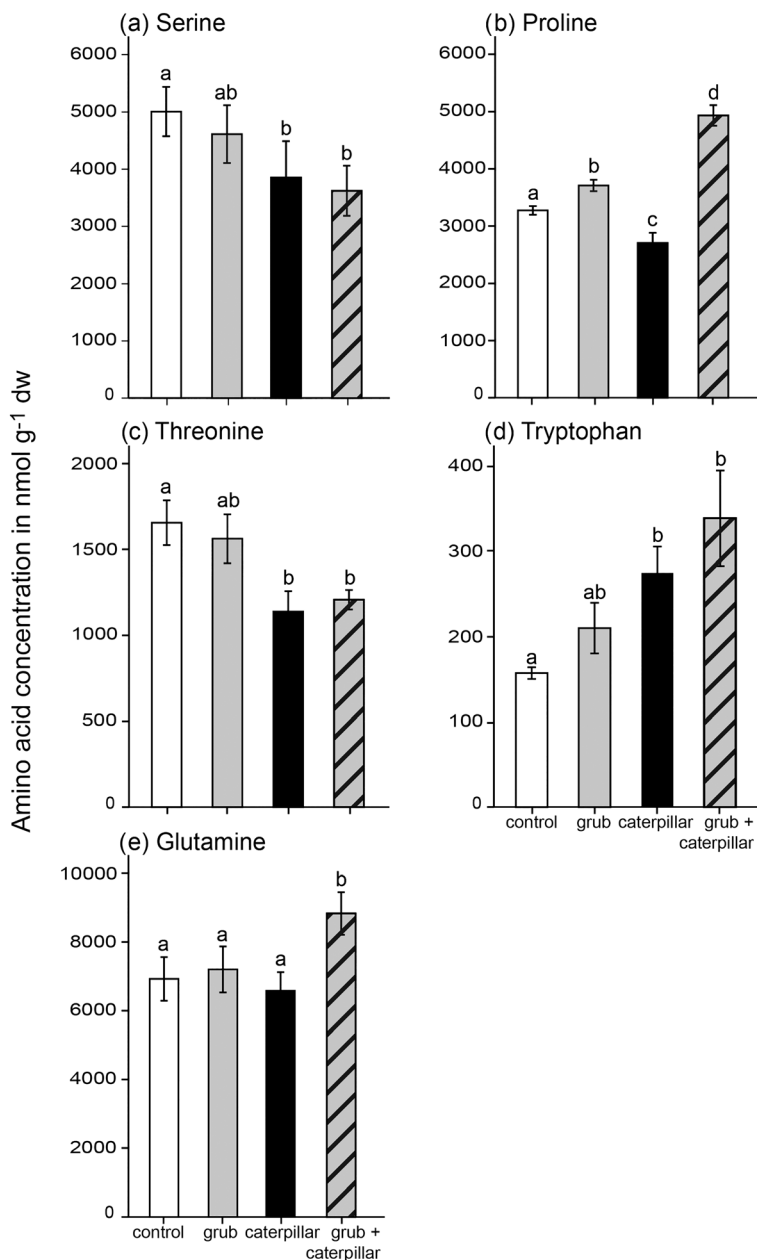 (a) Serine
6000
5000
4000
3000
2000
1000
0
a
ab
b
b
(b) Proline
6000
5000
4000
3000
2000
1000
0
a
b
c
d
Amino acid concentration in nmol g⁻¹ dw
(c) Threonine
2000
1500
1000
500
0
a
ab
b
b
(d) Tryptophan
400
300
200
100
0
a
ab
b
b
control
grub
caterpillar
grub +
caterpillar
(e) Glutamine
10000
8000
6000
4000
2000
0
a
a
a
b
control
grub
caterpillar
grub +
caterpillar